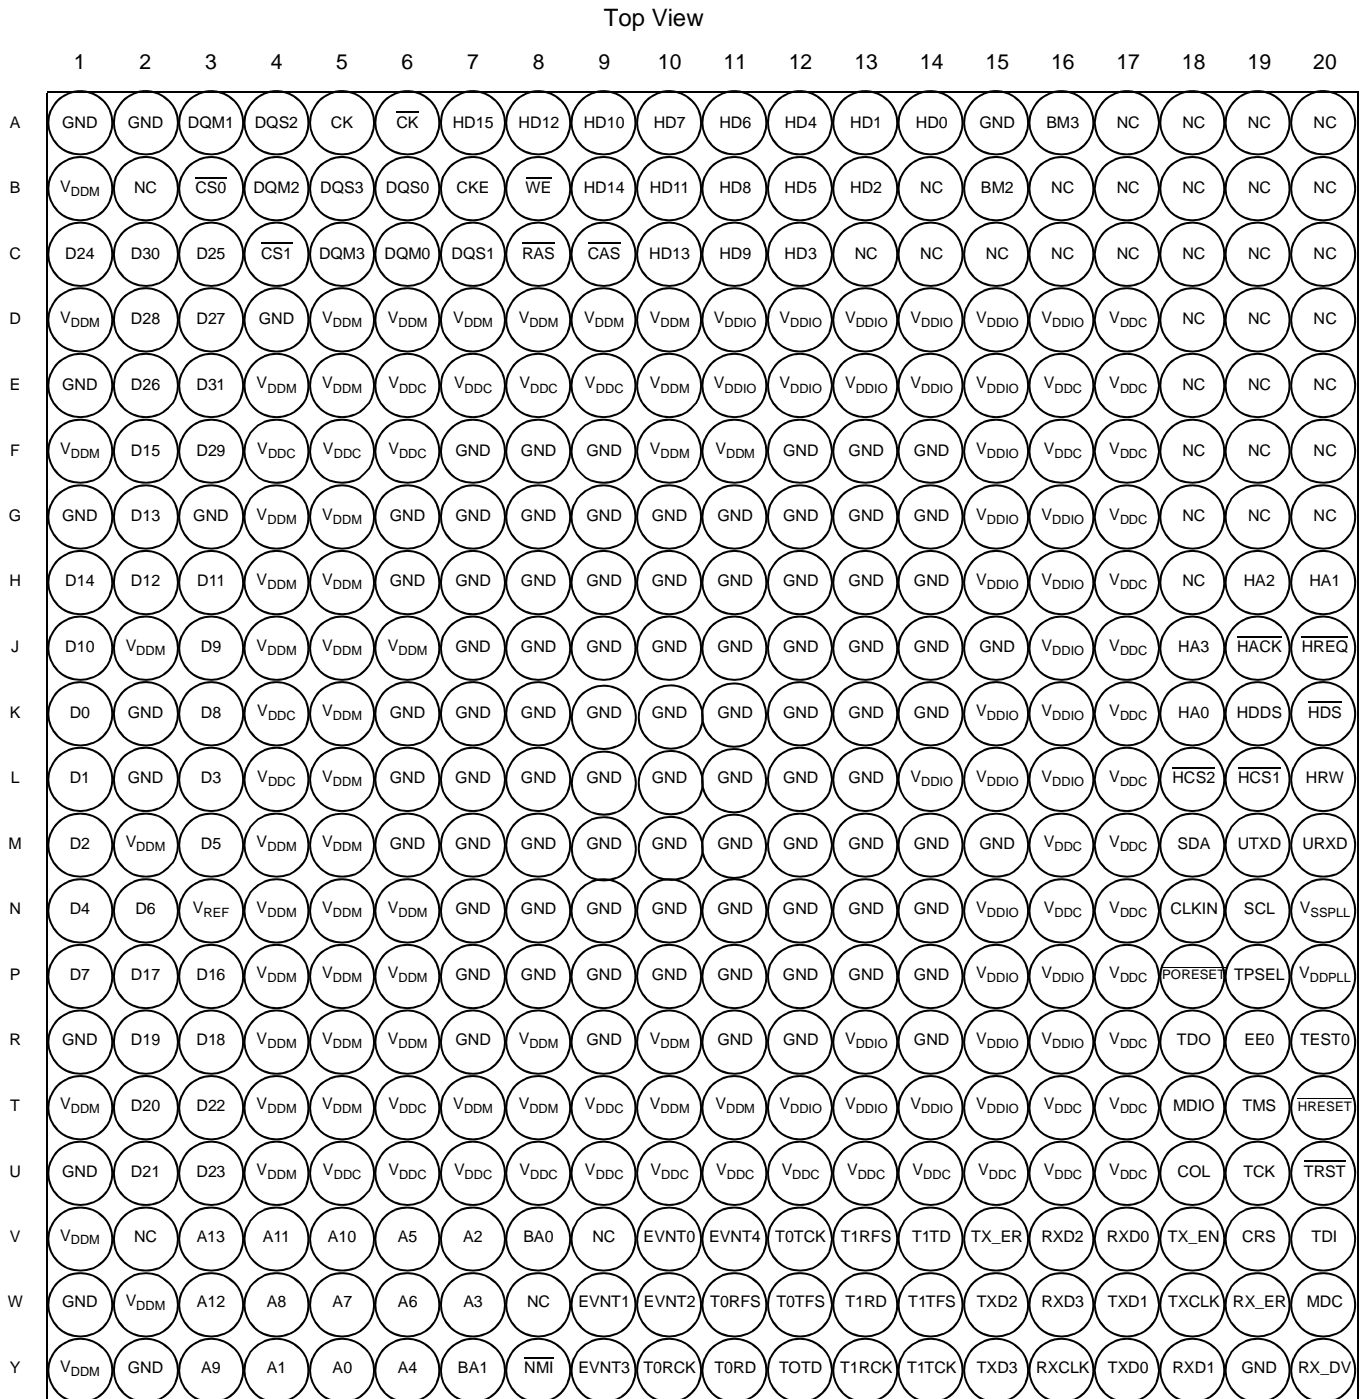 Top View
1 2 3 4 5 6 7 8 9 10 11 12 13 14 15 16 17 18 19 20
A GND GND DQM1 DQS2 CK C̅K̅ HD15 HD12 HD10 HD7 HD6 HD4 HD1 HD0 GND BM3 NC NC NC NC
B VDDM NC C̅S̅0̅ DQM2 DQS3 DQS0 CKE W̅E̅ HD14 HD11 HD8 HD5 HD2 NC BM2 NC NC NC NC NC
C D24 D30 D25 C̅S̅1̅ DQM3 DQM0 DQS1 R̅A̅S̅ C̅A̅S̅ HD13 HD9 HD3 NC NC NC NC NC NC NC NC
D VDDM D28 D27 GND VDDM VDDM VDDM VDDM VDDM VDDM VDDIO VDDIO VDDIO VDDIO VDDIO VDDIO VDDC NC NC NC
E GND D26 D31 VDDM VDDM VDDC VDDC VDDC VDDC VDDM VDDIO VDDIO VDDIO VDDIO VDDIO VDDC VDDC NC NC NC
F VDDM D15 D29 VDDC VDDC VDDC GND GND GND VDDM VDDM GND GND GND VDDIO VDDC VDDC NC NC NC
G GND D13 GND VDDM VDDM GND GND GND GND GND GND GND GND GND VDDIO VDDIO VDDC NC NC NC
H D14 D12 D11 VDDM VDDM GND GND GND GND GND GND GND GND GND VDDIO VDDIO VDDC NC HA2 HA1
J D10 VDDM D9 VDDM VDDM VDDM GND GND GND GND GND GND GND GND GND VDDIO VDDC HA3 H̅A̅C̅K̅ H̅R̅E̅Q̅
K D0 GND D8 VDDC VDDM GND GND GND GND GND GND GND GND GND VDDIO VDDIO VDDC HA0 HDDS H̅D̅S̅
L D1 GND D3 VDDC VDDM GND GND GND GND GND GND GND GND VDDIO VDDIO VDDIO VDDC H̅C̅S̅2̅ H̅C̅S̅1̅ HRW
M D2 VDDM D5 VDDM VDDM GND GND GND GND GND GND GND GND GND GND VDDC VDDC SDA UTXD URXD
N D4 D6 VREF VDDM VDDM VDDM GND GND GND GND GND GND GND GND VDDIO VDDC VDDC CLKIN SCL VSSPLL
P D7 D17 D16 VDDM VDDM VDDM GND GND GND GND GND GND GND GND VDDIO VDDIO VDDC P̅O̅R̅E̅S̅E̅T̅ TPSEL VDDPLL
R GND D19 D18 VDDM VDDM VDDM GND VDDM GND VDDM GND GND VDDIO GND VDDIO VDDIO VDDC TDO EE0 TEST0
T VDDM D20 D22 VDDM VDDM VDDC VDDM VDDM VDDC VDDM VDDM VDDIO VDDIO VDDIO VDDIO VDDC VDDC MDIO TMS H̅R̅E̅S̅E̅T̅
U GND D21 D23 VDDM VDDC VDDC VDDC VDDC VDDC VDDC VDDC VDDC VDDC VDDC VDDC VDDC VDDC COL TCK T̅R̅S̅T̅
V VDDM NC A13 A11 A10 A5 A2 BA0 NC EVNT0 EVNT4 T0TCK T1RFS T1TD TX_ER RXD2 RXD0 TX_EN CRS TDI
W GND VDDM A12 A8 A7 A6 A3 NC EVNT1 EVNT2 T0RFS T0TFS T1RD T1TFS TXD2 RXD3 TXD1 TXCLK RX_ER MDC
Y VDDM GND A9 A1 A0 A4 BA1 N̅M̅I̅ EVNT3 T0RCK T0RD TOTD T1RCK T1TCK TXD3 RXCLK TXD0 RXD1 GND RX_DV